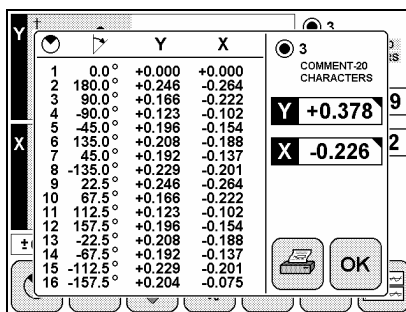 Y
3
Y X
1 0.0° +0.000 +0.000
2 180.0° +0.246 -0.264
3 90.0° +0.166 -0.222
4 -90.0° +0.123 -0.102
5 -45.0° +0.196 -0.154
6 135.0° +0.208 -0.188
7 45.0° +0.192 -0.137
8 -135.0° +0.229 -0.201
9 22.5° +0.246 -0.264
10 67.5° +0.166 -0.222
11 112.5° +0.123 -0.102
12 157.5° +0.196 -0.154
13 -22.5° +0.208 -0.188
14 -67.5° +0.192 -0.137
15 -112.5° +0.229 -0.201
16 -157.5° +0.204 -0.075
3
COMMENT-20
CHARACTERS
Y +0.378
X -0.226
OK
X
9
2